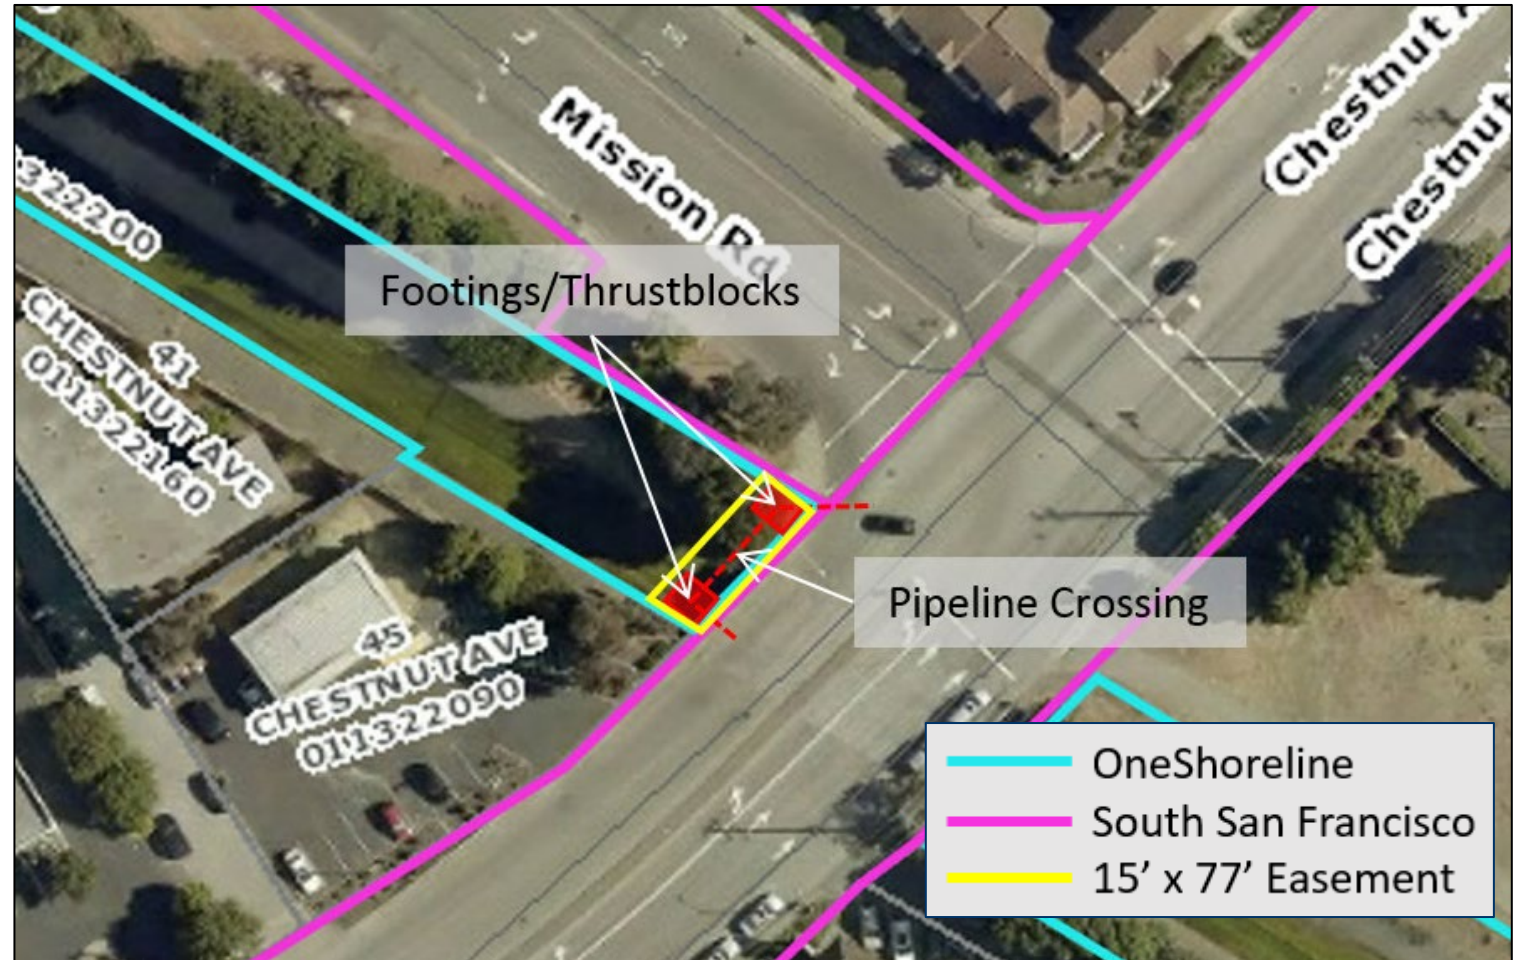 Mission Rd
Chestnut
Chestnut
322200
Footings/Thrustblocks
41
CHESTNUT AVE
011322160
Pipeline Crossing
45
CHESTNUT AVE
011322090
OneShoreline
South San Francisco
15’ x 77’ Easement